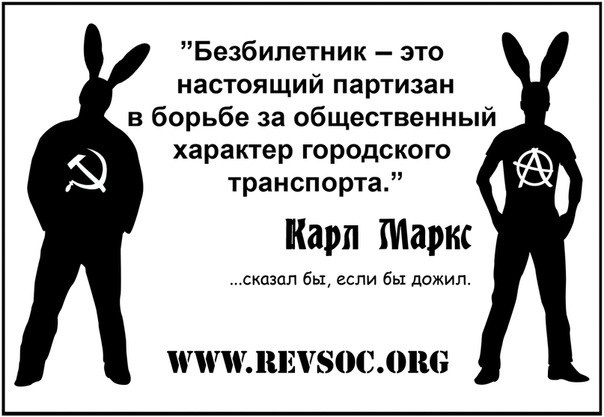 ”Безбилетник – это
настоящий партизан
в борьбе за общественный
характер городского
транспорта.”
Карл Маркс
...сказал бы, если бы дожил.
WWW.REVSOC.ORG